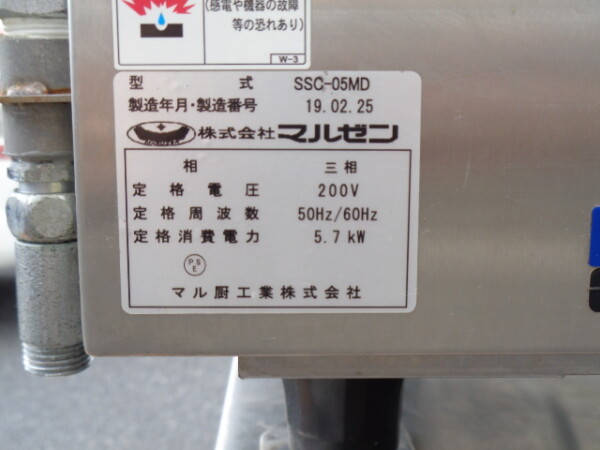 (感電や機器の故障
等の恐れあり)
W-3
型 式 SSC-05MD
製造年月・製造番号 19.02.25
株式会社マルゼン
相 三相
定格電圧 200V
定格周波数 50Hz/60Hz
定格消費電力 5.7kW
PSE
マル厨工業株式会社